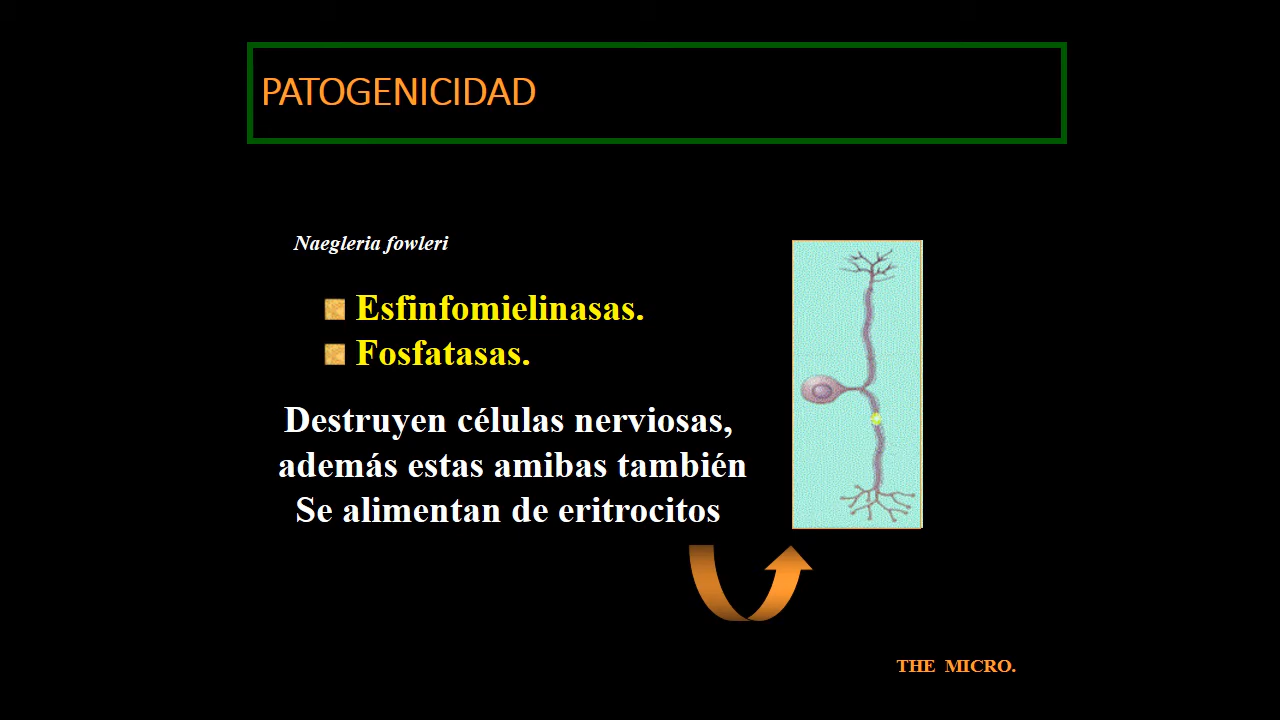 PATOGENICIDAD
Naegleria fowleri
Esfinfomielinasas.
Fosfatasas.
Destruyen células nerviosas,
además estas amibas también
Se alimentan de eritrocitos
THE MICRO.